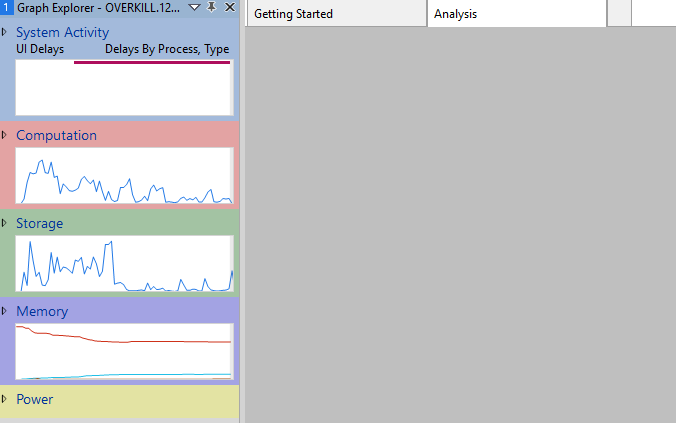 1 Graph Explorer - OVERKILL.12...
Getting Started
Analysis
System Activity
UI Delays Delays By Process, Type
Computation
Storage
Memory
Power